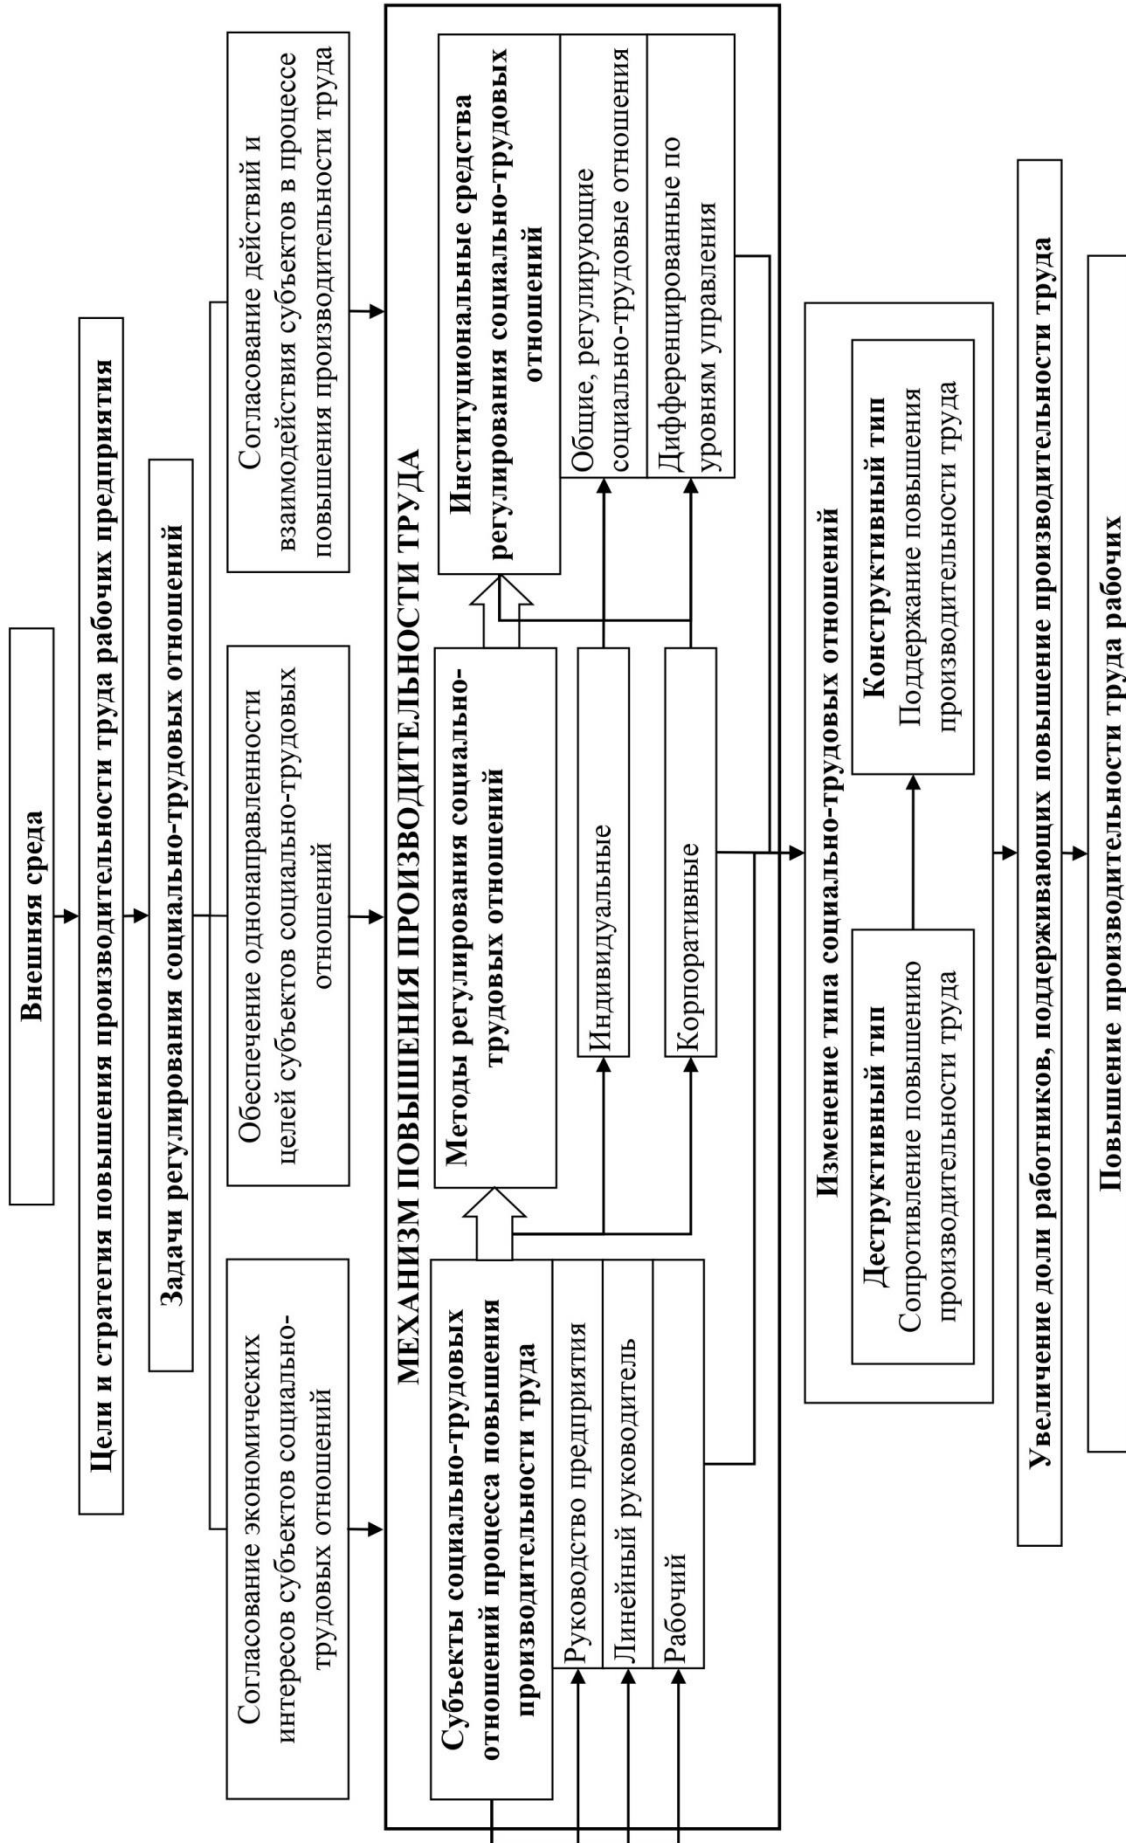 Внешняя среда
Цели и стратегия повышения производительности труда рабочих предприятия
Задачи регулирования социально-трудовых отношений
Согласование экономических
интересов субъектов социально-
трудовых отношений
Обеспечение однонаправленности
целей субъектов социально-трудовых
отношений
Согласование действий и
взаимодействия субъектов в процессе
повышения производительности труда
МЕХАНИЗМ ПОВЫШЕНИЯ ПРОИЗВОДИТЕЛЬНОСТИ ТРУДА
Субъекты социально-трудовых
отношений процесса повышения
производительности труда
Руководство предприятия
Линейный руководитель
Рабочий
Методы регулирования социально-
трудовых отношений
Индивидуальные
Корпоративные
Институциональные средства
регулирования социально-трудовых
отношений
Общие, регулирующие
социально-трудовые отношения
Дифференцированные по
уровням управления
Изменение типа социально-трудовых отношений
Деструктивный тип
Сопротивление повышению
производительности труда
Конструктивный тип
Поддержание повышения
производительности труда
Увеличение доли работников, поддерживающих повышение производительности труда
Повышение производительности труда рабочих